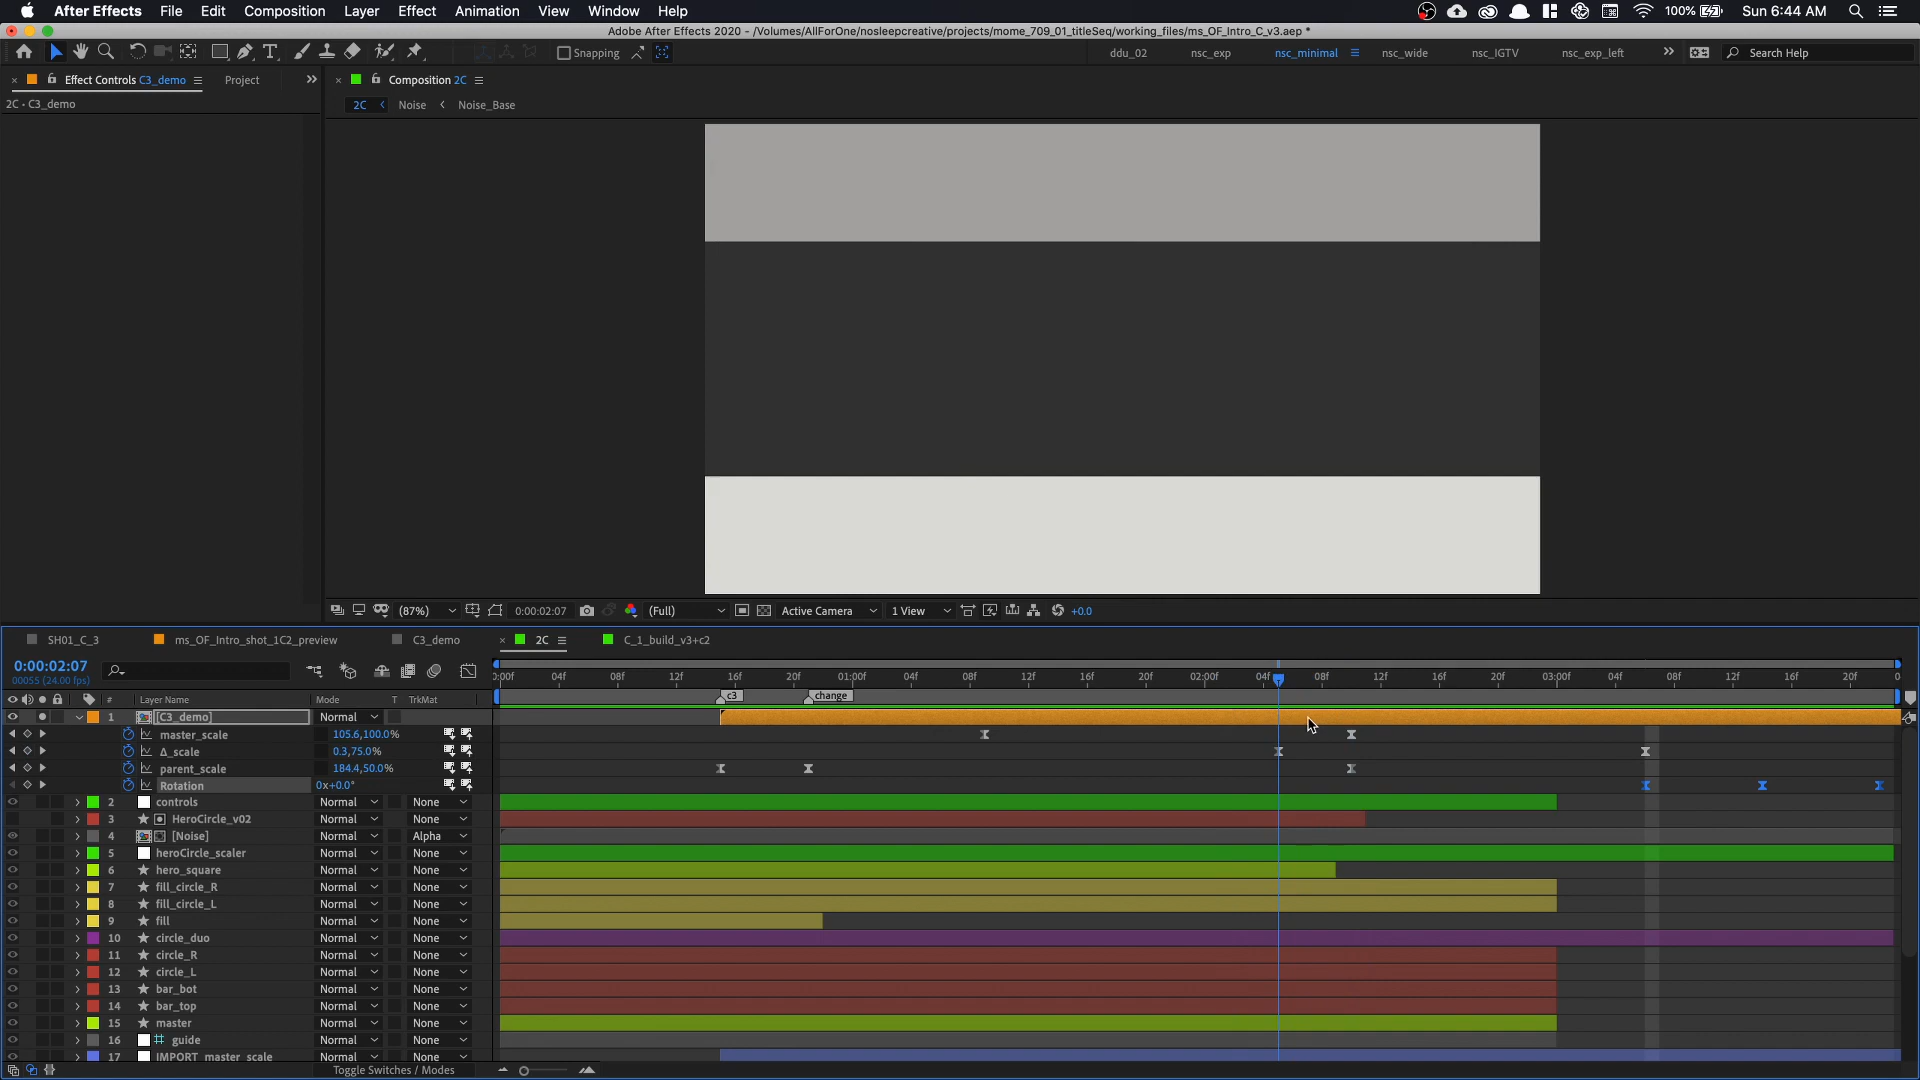 After Effects File Edit Composition Layer Effect Animation View Window Help 100% Sun 6:44 AM
Adobe After Effects 2020 - /Volumes/AllForOne/nosleepcreative/projects/mome_709_01_titleSeq/working_files/ms_OF_Intro_C_v3.aep *
Snapping ddu_02 nsc_exp nsc_minimal nsc_wide nsc_IGTV nsc_exp_left Search Help
Effect Controls C3_demo Project Composition 2C
2C • C3_demo 2C Noise Noise_Base
(87%) 0:00:02:07 (Full) Active Camera 1 View +0.0
SH01_C_3 ms_OF_Intro_shot_1C2_preview C3_demo 2C C_1_build_v3+c2
0:00:02:07
00055 (24.00 fps)
:00f 04f 08f 12f 16f 20f 01:00f 04f 08f 12f 16f 20f 02:00f 04f 08f 12f 16f 20f 03:00f 04f 08f 12f 16f 20f 0
# Layer Name Mode T TrkMat c3 change
1 [C3_demo] Normal
master_scale 105.6,100.0%
Δ_scale 0.3,75.0%
parent_scale 184.4,50.0%
Rotation 0x+0.0°
2 controls Normal None
3 HeroCircle_v02 Normal None
4 [Noise] Normal Alpha
5 heroCircle_scaler Normal None
6 hero_square Normal None
7 fill_circle_R Normal None
8 fill_circle_L Normal None
9 fill Normal None
10 circle_duo Normal None
11 circle_R Normal None
12 circle_L Normal None
13 bar_bot Normal None
14 bar_top Normal None
15 master Normal None
16 guide Normal None
17 IMPORT_master_scale Normal None
Toggle Switches / Modes